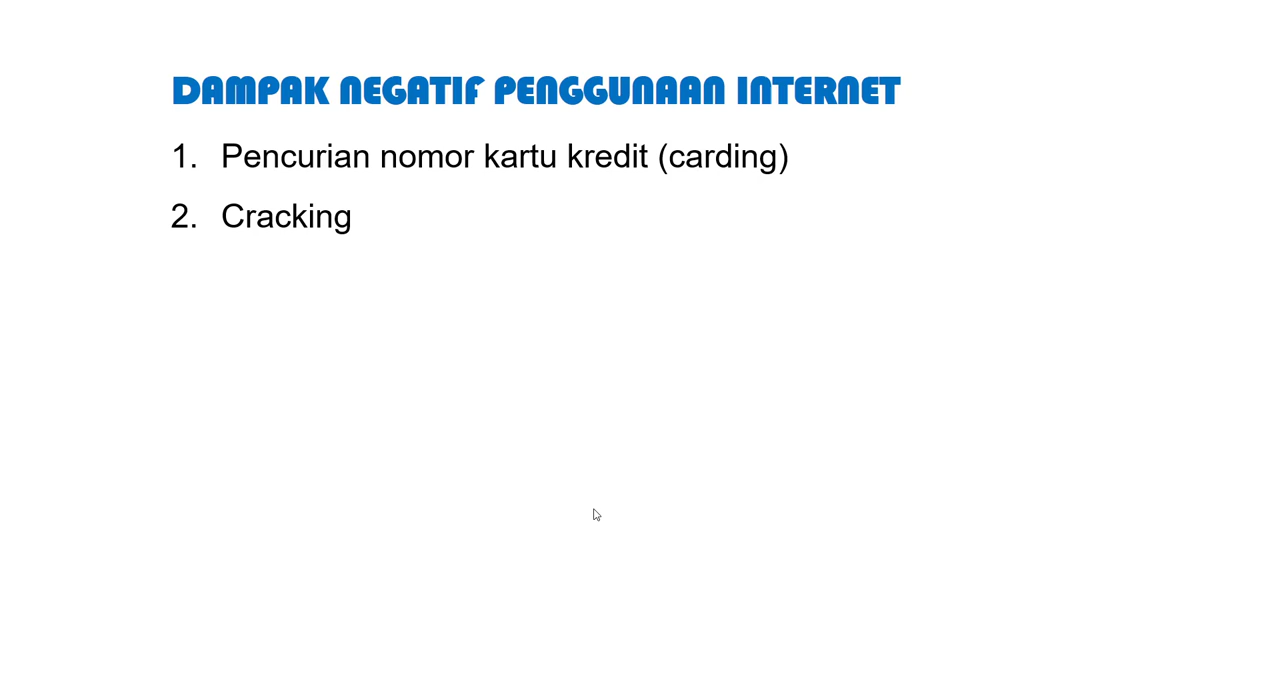 DAMPAK NEGATIF PENGGUNAAN INTERNET
1. Pencurian nomor kartu kredit (carding)
2. Cracking